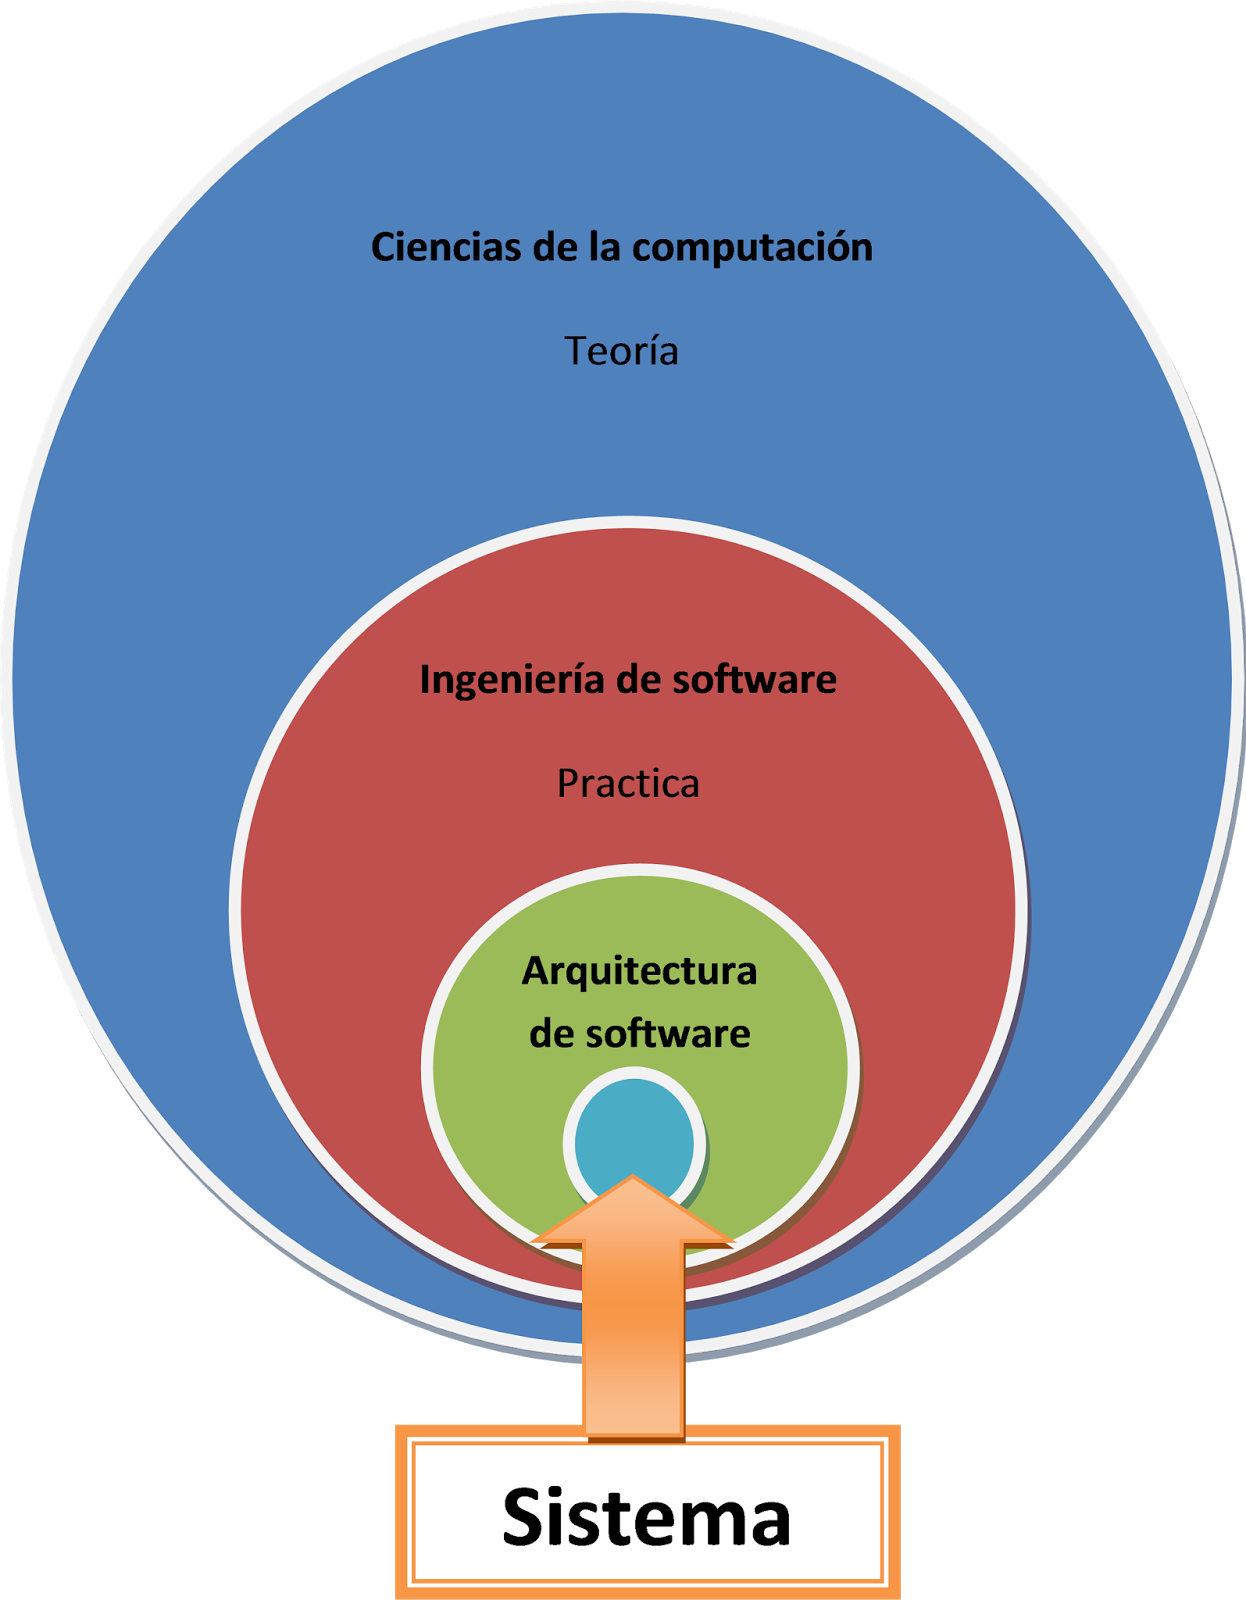 Ciencias de la computación
Teoría
Ingeniería de software
Practica
Arquitectura
de software
Sistema